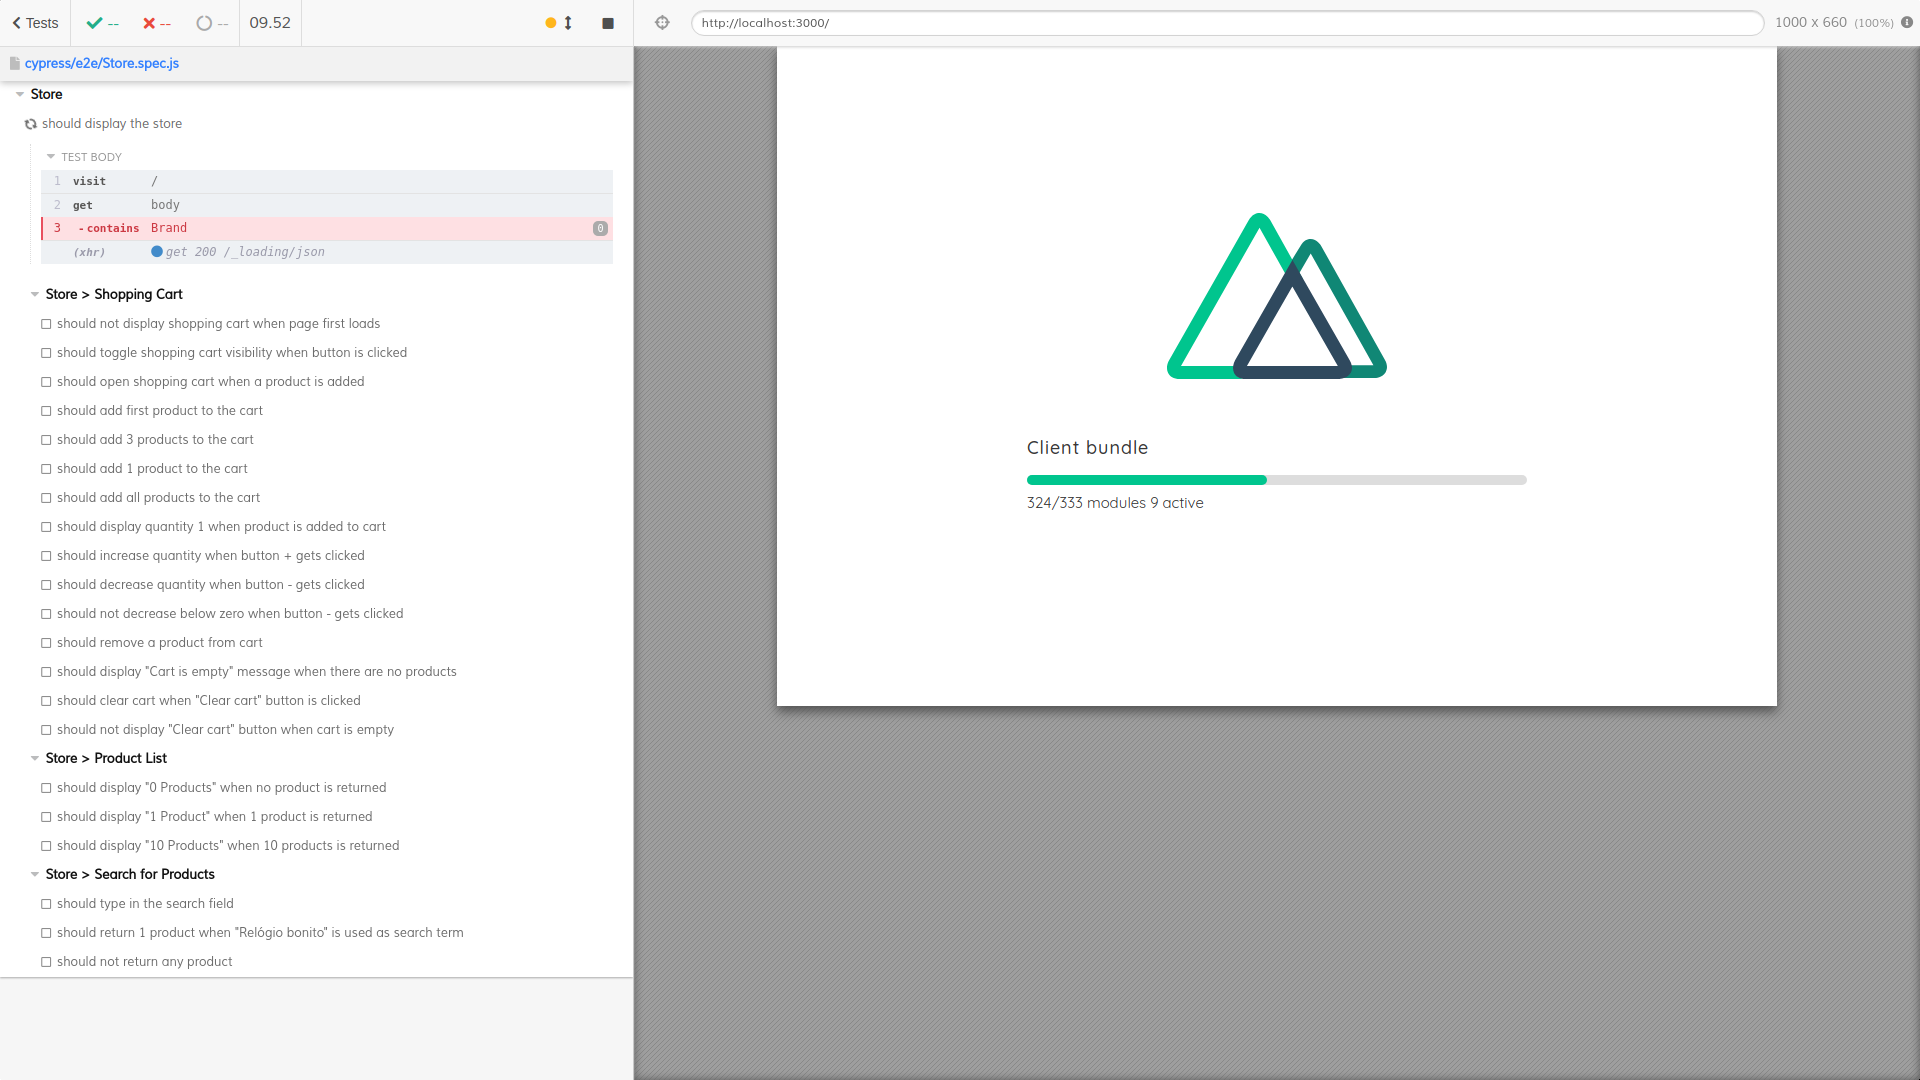 Tests
--
--
--
09.52
http://localhost:3000/
1000 x 660 (100%)
cypress/e2e/Store.spec.js
Store
should display the store
TEST BODY
1 visit /
2 get body
3 - contains Brand 0
(xhr) get 200 /_loading/json
Store > Shopping Cart
should not display shopping cart when page first loads
should toggle shopping cart visibility when button is clicked
should open shopping cart when a product is added
should add first product to the cart
should add 3 products to the cart
should add 1 product to the cart
should add all products to the cart
should display quantity 1 when product is added to cart
should increase quantity when button + gets clicked
should decrease quantity when button - gets clicked
should not decrease below zero when button - gets clicked
should remove a product from cart
should display "Cart is empty" message when there are no products
should clear cart when "Clear cart" button is clicked
should not display "Clear cart" button when cart is empty
Store > Product List
should display "0 Products" when no product is returned
should display "1 Product" when 1 product is returned
should display "10 Products" when 10 products is returned
Store > Search for Products
should type in the search field
should return 1 product when "Relógio bonito" is used as search term
should not return any product
Client bundle
324/333 modules 9 active